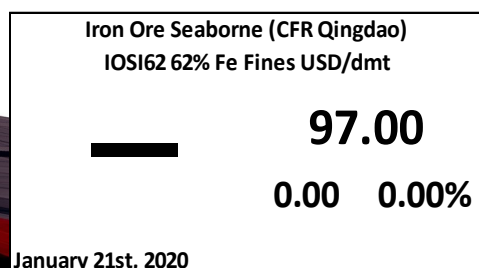 Iron Ore Seaborne (CFR Qingdao)
IOSI62 62% Fe Fines USD/dmt
97.00
0.00 0.00%
January 21st, 2020